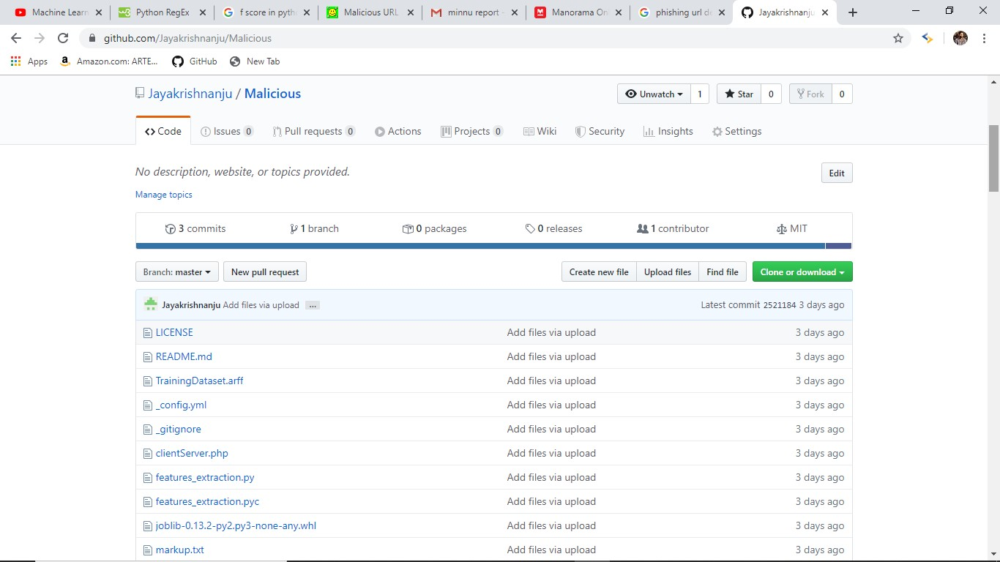 Machine Learn
Python RegEx
f score in pyth
Malicious URL
minnu report -
Manorama On
phishing url de
Jayakrishnanju
github.com/Jayakrishnanju/Malicious
Apps
Amazon.com: ARTE...
GitHub
New Tab
Jayakrishnanju / Malicious
Unwatch 1
Star 0
Fork 0
Code
Issues 0
Pull requests 0
Actions
Projects 0
Wiki
Security
Insights
Settings
No description, website, or topics provided.
Edit
Manage topics
3 commits
1 branch
0 packages
0 releases
1 contributor
MIT
Branch: master
New pull request
Create new file
Upload files
Find file
Clone or download
Jayakrishnanju Add files via upload ...
Latest commit 2521184 3 days ago
LICENSE Add files via upload 3 days ago
README.md Add files via upload 3 days ago
TrainingDataset.arff Add files via upload 3 days ago
_config.yml Add files via upload 3 days ago
_gitignore Add files via upload 3 days ago
clientServer.php Add files via upload 3 days ago
features_extraction.py Add files via upload 3 days ago
features_extraction.pyc Add files via upload 3 days ago
joblib-0.13.2-py2.py3-none-any.whl Add files via upload 3 days ago
markup.txt Add files via upload 3 days ago